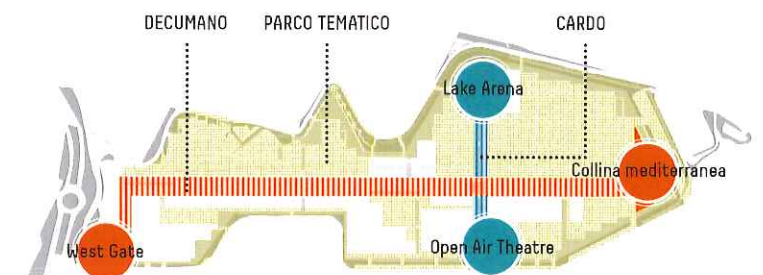 DECUMANO
PARCO TEMATICO
CARDO
Lake Arena
Collina mediterranea
West Gate
Open Air Theatre